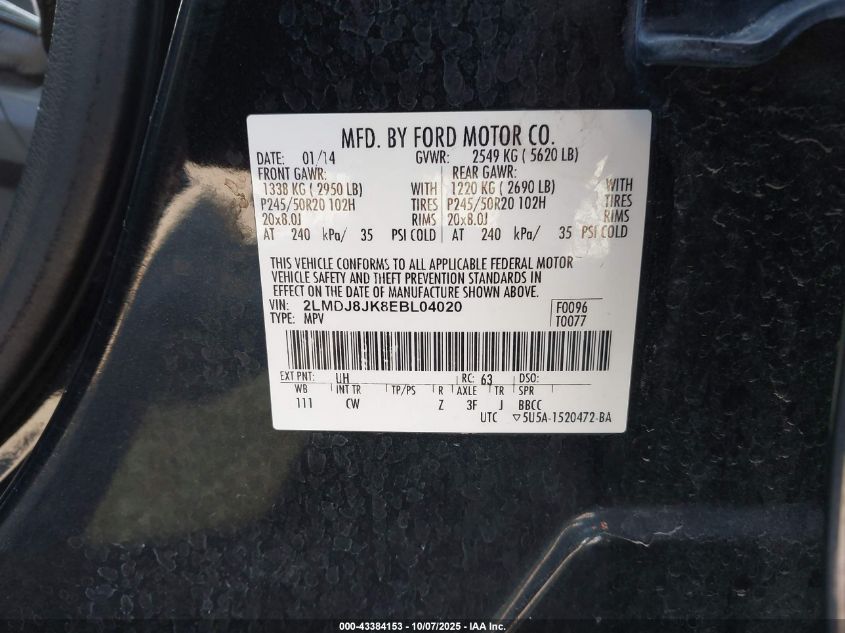 MFD. BY FORD MOTOR CO.
DATE: 01/14 GVWR: 2549 KG ( 5620 LB)
FRONT GAWR: REAR GAWR:
1338 KG ( 2950 LB) WITH 1220 KG ( 2690 LB) WITH
P245/50R20 102H TIRES P245/50R20 102H TIRES
20x8.0J RIMS 20x8.0J RIMS
AT 240 kPa/ 35 PSI COLD AT 240 kPa/ 35 PSI COLD
THIS VEHICLE CONFORMS TO ALL APPLICABLE FEDERAL MOTOR
VEHICLE SAFETY AND THEFT PREVENTION STANDARDS IN
EFFECT ON THE DATE OF MANUFACTURE SHOWN ABOVE.
VIN: 2LMDJ8JK8EBL04020 F0096
TYPE: MPV T0077
EXT PNT: UH RC: 63 DSO:
WB INT TR TP/PS R AXLE TR SPR
111 CW Z 3F J BBCC
UTC ▽5U5A-1520472-BA
000-43384153 - 10/07/2025 - IAA Inc.